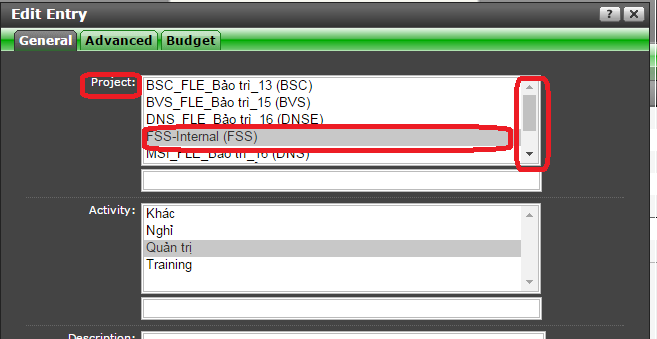 Edit Entry
? ×
General Advanced Budget
Project:
BSC_FLE_Bảo trì_13 (BSC)
BVS_FLE_Bảo trì_15 (BVS)
DNS_FLE_Bảo trì_16 (DNSE)
FSS-Internal (FSS)
MSI_FLE_Bảo trì_16 (DNS)
Activity:
Khác
Nghỉ
Quản trị
Training
Description: